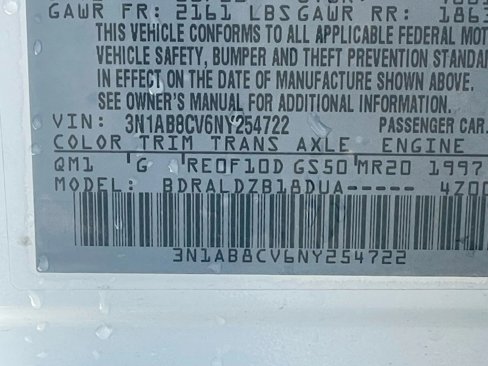 GAWR FR: 2161 LBS GAWR RR: 1863
THIS VEHICLE CONFORMS TO ALL APPLICABLE FEDERAL MOT
VEHICLE SAFETY, BUMPER AND THEFT PREVENTION STANDA
IN EFFECT ON THE DATE OF MANUFACTURE SHOWN ABOVE.
SEE OWNER'S MANUAL FOR ADDITIONAL INFORMATION.
VIN: 3N1AB8CV6NY254722 PASSENGER CAR
COLOR TRIM TRANS AXLE ENGINE
QM1 G RE0F10D GS50 MR20 1997
MODEL: BDRALDZB18DUA----- 4Z00
3N1AB8CV6NY254722